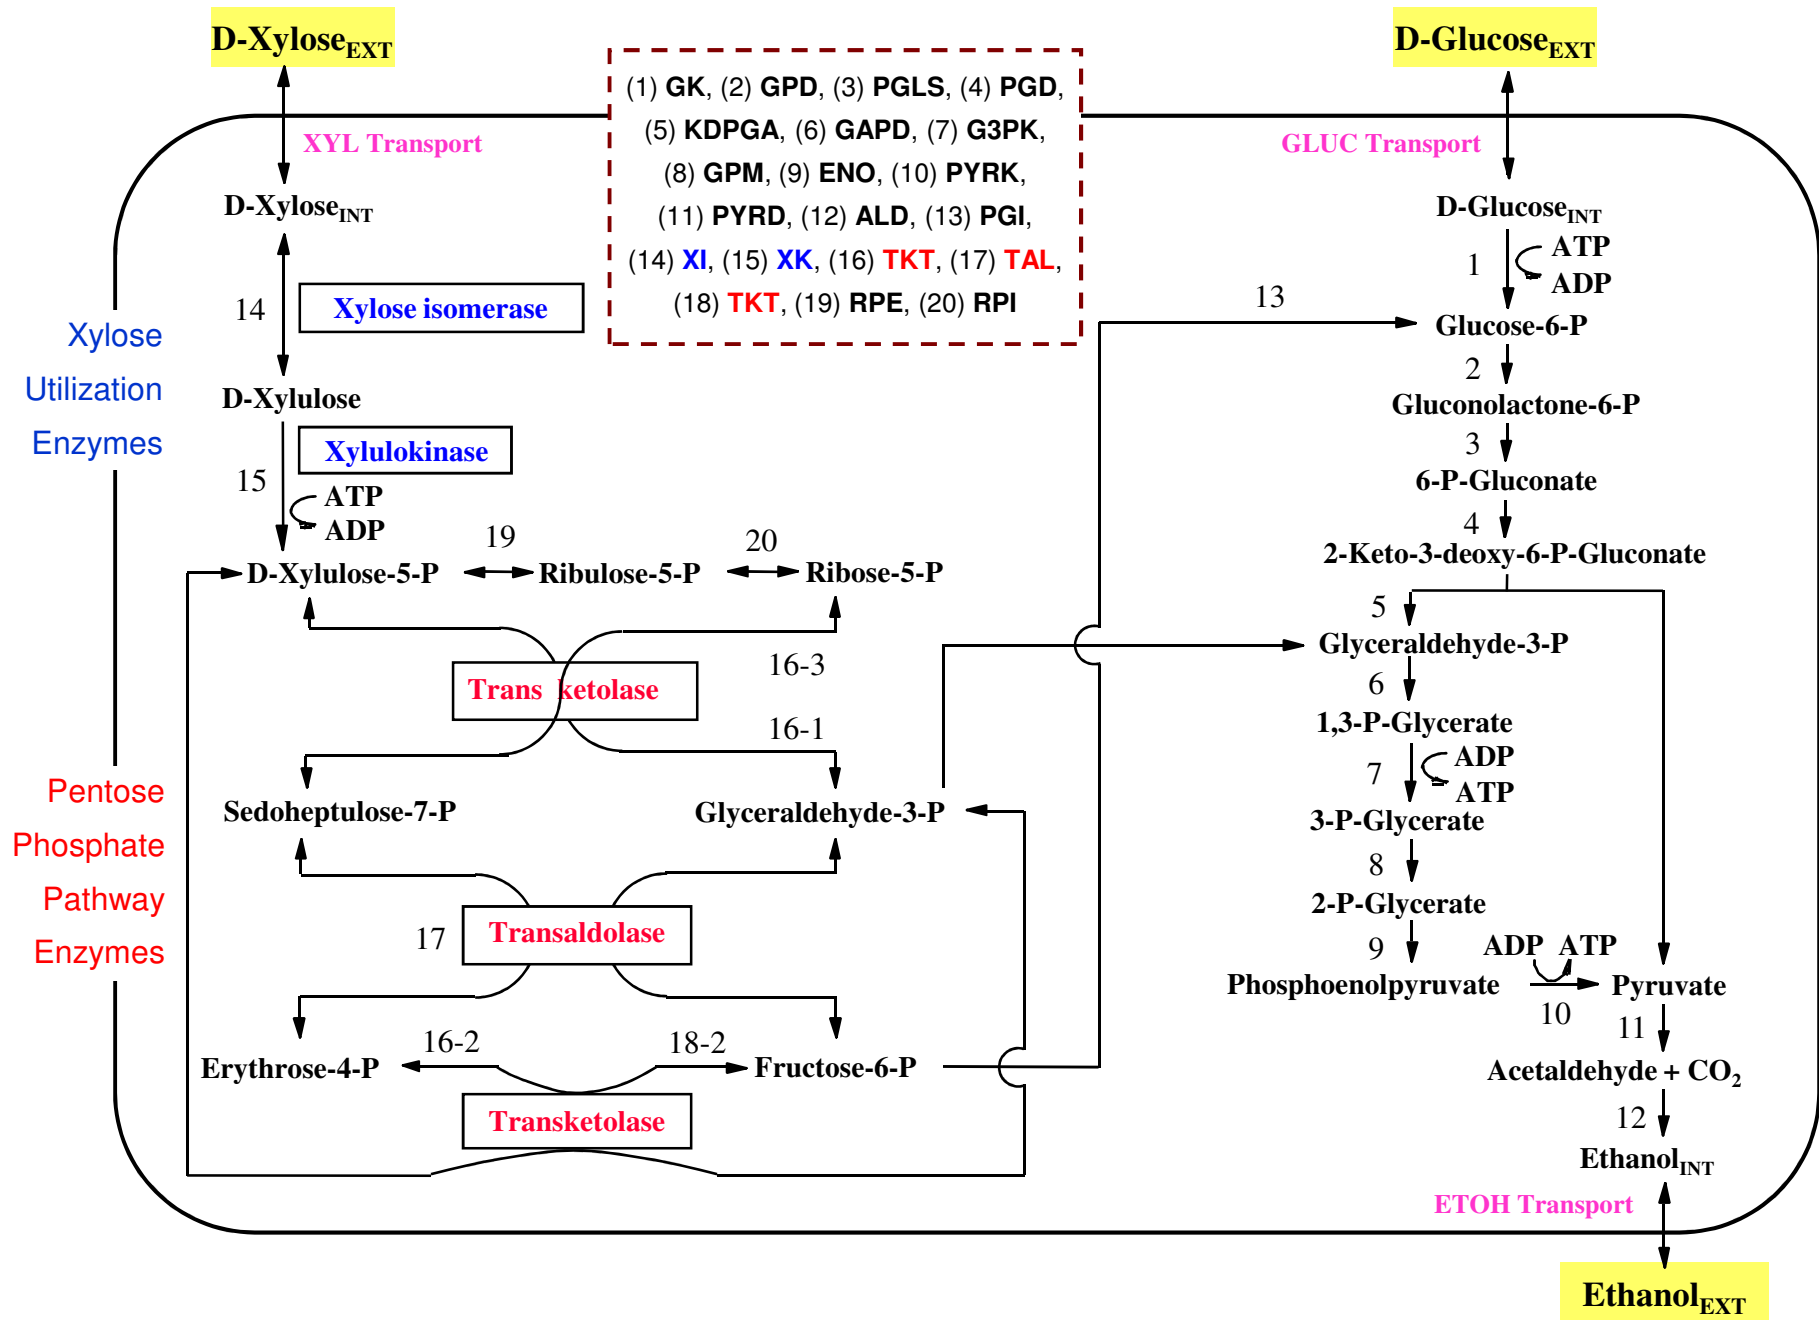 D-XyloseEXT
D-GlucoseEXT
(1) GK, (2) GPD, (3) PGLS, (4) PGD,
(5) KDPGA, (6) GAPD, (7) G3PK,
(8) GPM, (9) ENO, (10) PYRK,
(11) PYRD, (12) ALD, (13) PGI,
(14) XI, (15) XK, (16) TKT, (17) TAL,
(18) TKT, (19) RPE, (20) RPI
XYL Transport
GLUC Transport
D-XyloseINT
D-GlucoseINT
1
ATP
ADP
14
Xylose isomerase
13
Glucose-6-P
Xylose
Utilization
Enzymes
2
D-Xylulose
Gluconolactone-6-P
Xylulokinase
3
15
6-P-Gluconate
ATP
ADP
4
19
20
2-Keto-3-deoxy-6-P-Gluconate
D-Xylulose-5-P
Ribulose-5-P
Ribose-5-P
5
Glyceraldehyde-3-P
16-3
Trans ketolase
6
16-1
1,3-P-Glycerate
7
ADP
ATP
Pentose
Phosphate
Pathway
Enzymes
Sedoheptulose-7-P
Glyceraldehyde-3-P
3-P-Glycerate
8
2-P-Glycerate
17
Transaldolase
9
ADP ATP
Phosphoenolpyruvate
Pyruvate
10
11
16-2
18-2
Erythrose-4-P
Fructose-6-P
Acetaldehyde + CO2
Transketolase
12
EthanolINT
ETOH Transport
EthanolEXT